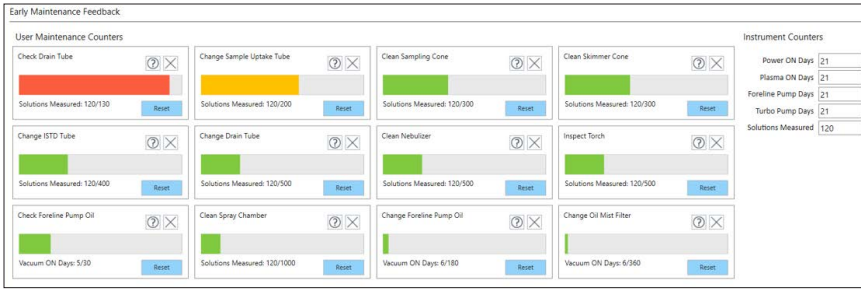 Early Maintenance Feedback
User Maintenance Counters
Instrument Counters
Check Drain Tube
Solutions Measured: 120/130
Reset
Change Sample Uptake Tube
Solutions Measured: 120/200
Reset
Clean Sampling Cone
Solutions Measured: 120/300
Reset
Clean Skimmer Cone
Solutions Measured: 120/300
Reset
Power ON Days 21
Plasma ON Days 21
Foreline Pump Days 21
Turbo Pump Days 21
Solutions Measured 120
Change ISTD Tube
Solutions Measured: 120/400
Reset
Change Drain Tube
Solutions Measured: 120/500
Reset
Clean Nebulizer
Solutions Measured: 120/500
Reset
Inspect Torch
Solutions Measured: 120/500
Reset
Check Foreline Pump Oil
Vacuum ON Days: 5/30
Reset
Clean Spray Chamber
Solutions Measured: 120/1000
Reset
Change Foreline Pump Oil
Vacuum ON Days: 6/180
Reset
Change Oil Mist Filter
Vacuum ON Days: 6/360
Reset